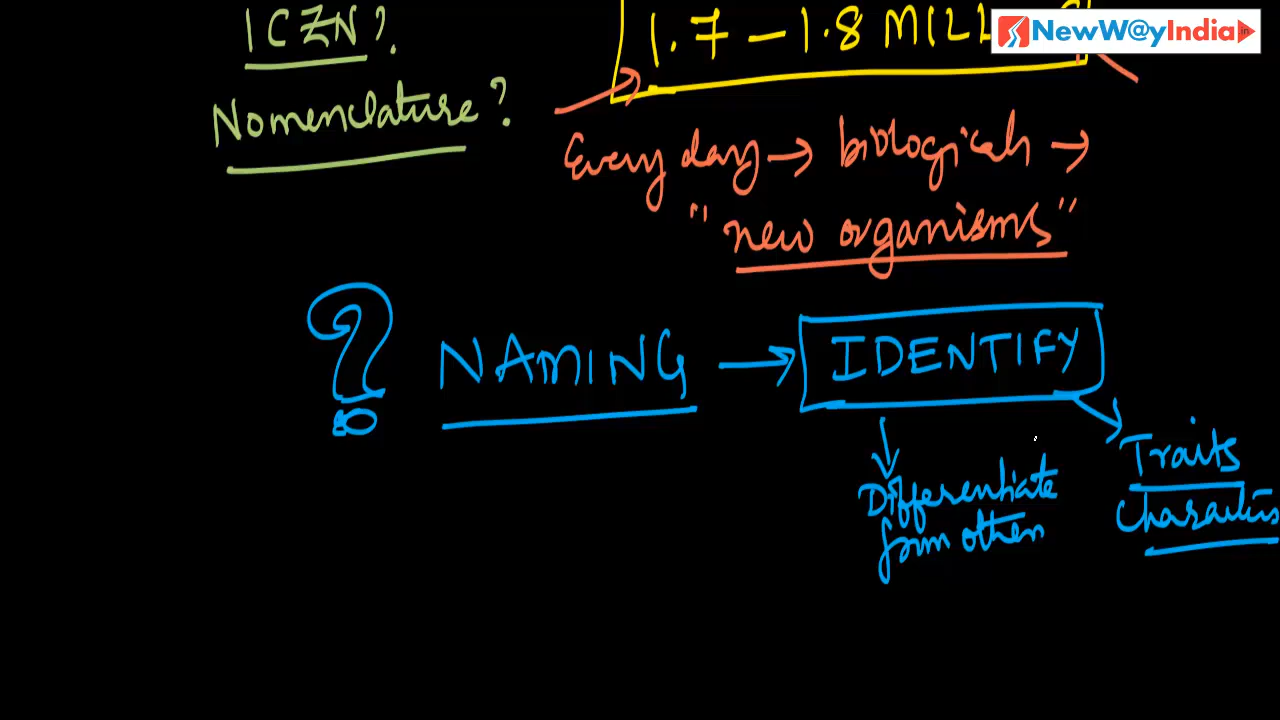 ICZN?
Nomenclature?
1.7 – 1.8 MILL
NewW@yIndia
Every day → biological →
"new organisms"
? NAMING → IDENTIFY
Differentiate
from others
Traits
Characters